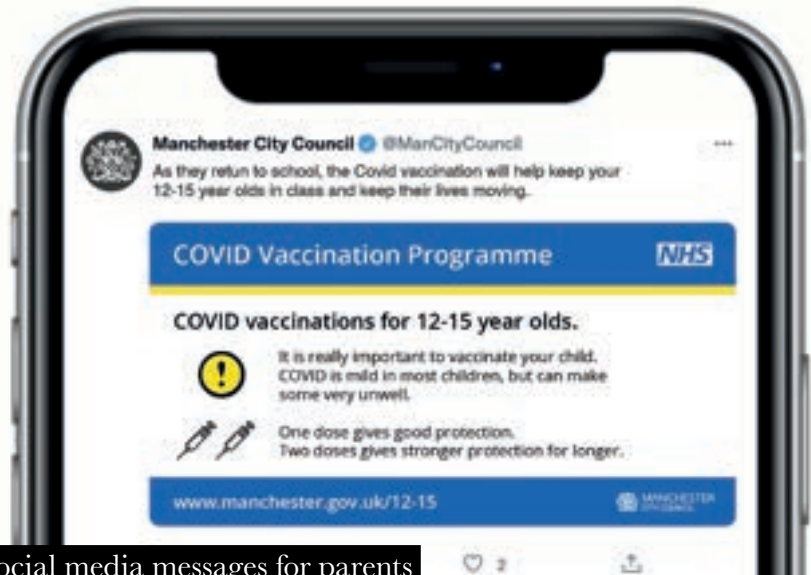 Manchester City Council @ManCityCouncil
As they retun to school, the Covid vaccination will help keep your
12-15 year olds in class and keep their lives moving.
COVID Vaccination Programme
NHS
COVID vaccinations for 12-15 year olds.
It is really important to vaccinate your child.
COVID is mild in most children, but can make
some very unwell.
One dose gives good protection.
Two doses gives stronger protection for longer.
www.manchester.gov.uk/12-15
MANCHESTER
CITY COUNCIL
ocial media messages for parents
2